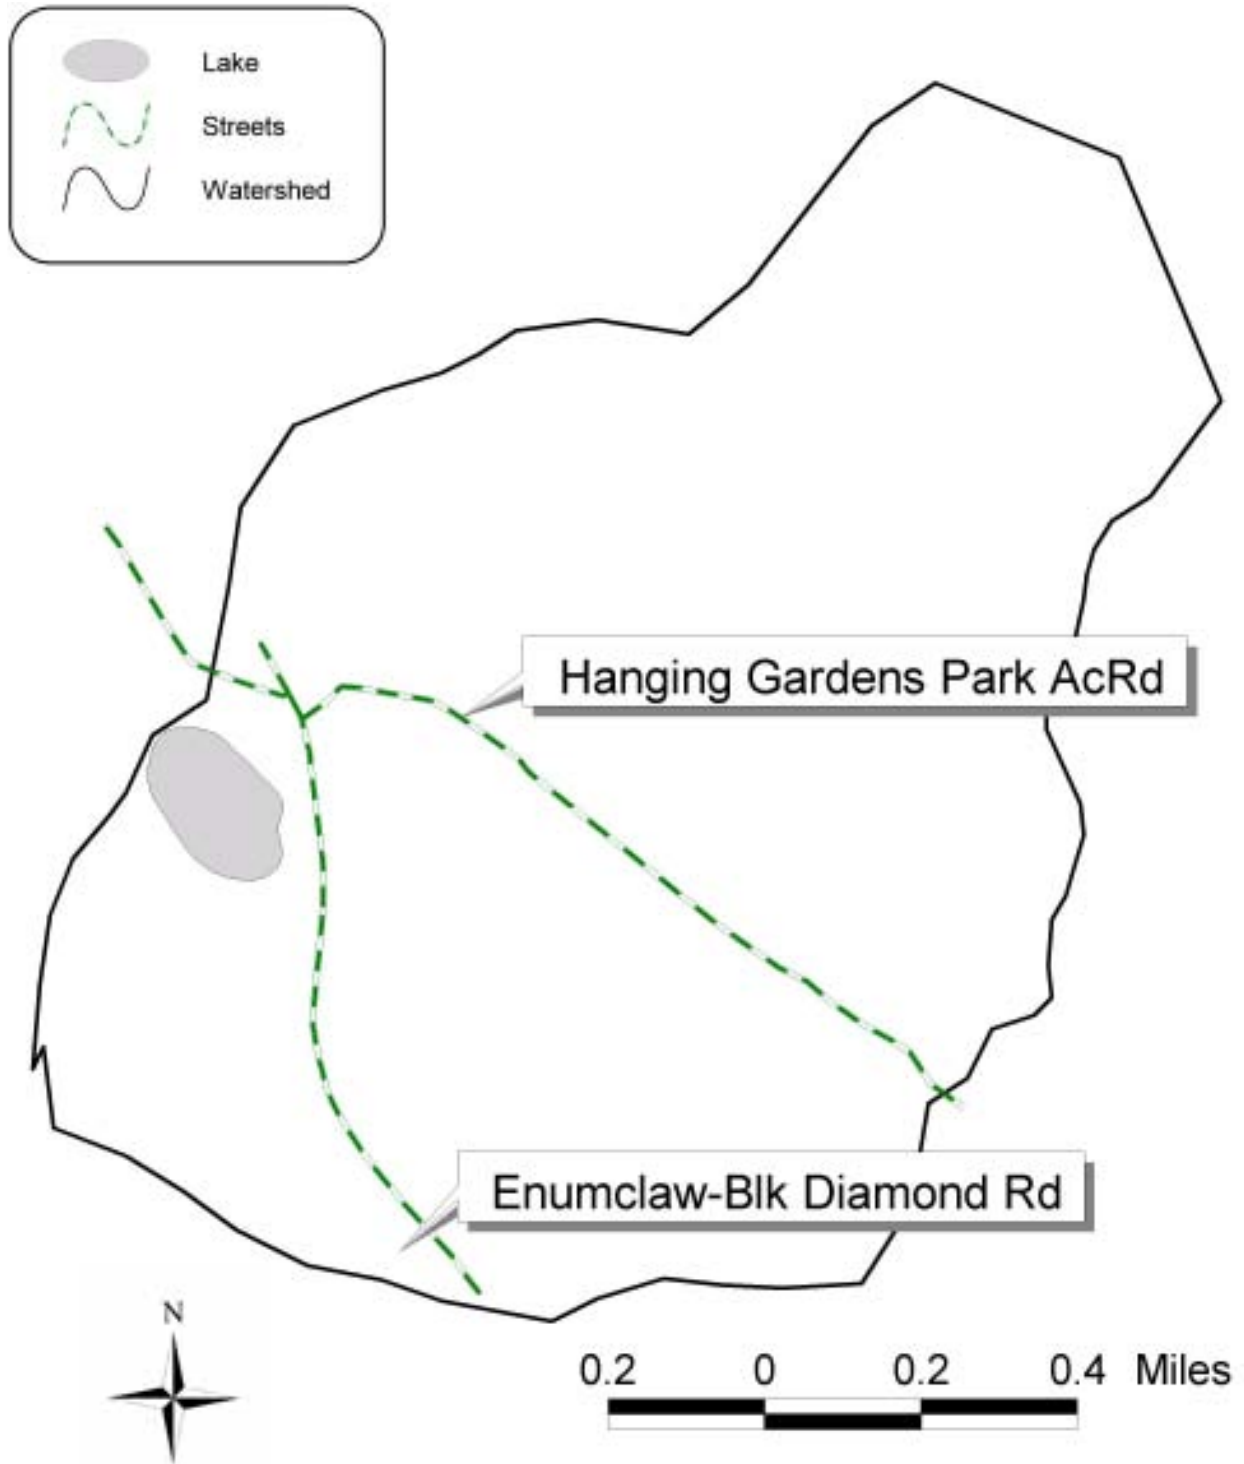 Lake
Streets
Watershed
Hanging Gardens Park AcRd
Enumclaw-Blk Diamond Rd
N
0.2 0 0.2 0.4 Miles